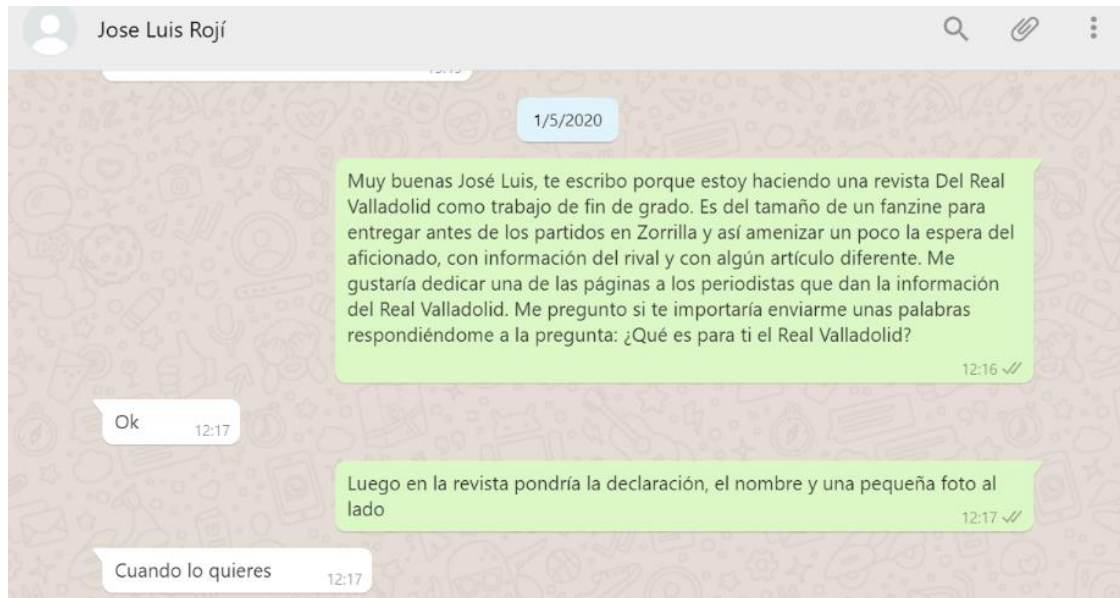 Jose Luis Rojí
1/5/2020
Muy buenas José Luis, te escribo porque estoy haciendo una revista Del Real
Valladolid como trabajo de fin de grado. Es del tamaño de un fanzine para
entregar antes de los partidos en Zorrilla y así amenizar un poco la espera del
aficionado, con información del rival y con algún artículo diferente. Me
gustaría dedicar una de las páginas a los periodistas que dan la información
del Real Valladolid. Me pregunto si te importaría enviarme unas palabras
respondiéndome a la pregunta: ¿Qué es para ti el Real Valladolid?
12:16
Ok
12:17
Luego en la revista pondría la declaración, el nombre y una pequeña foto al
lado
12:17
Cuando lo quieres
12:17